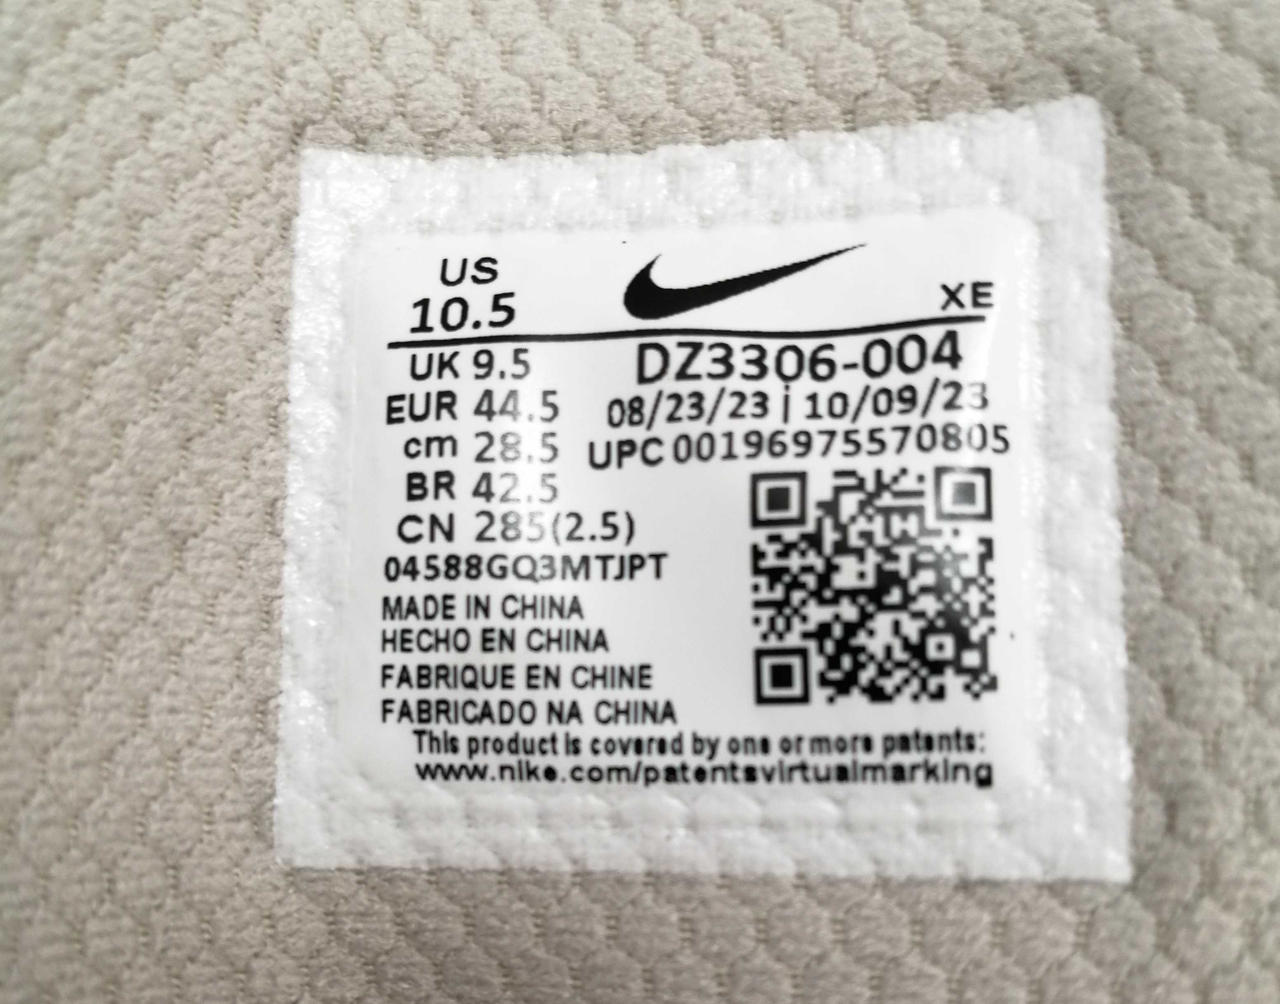 US
10.5
XE
UK 9.5
DZ3306-004
EUR 44.5
08/23/23 | 10/09/23
cm 28.5
UPC 00196975570805
BR 42.5
CN 285(2.5)
04588GQ3MTJPT
MADE IN CHINA
HECHO EN CHINA
FABRIQUE EN CHINE
FABRICADO NA CHINA
This product is covered by one or more patents:
www.nike.com/patentsvirtualmarking